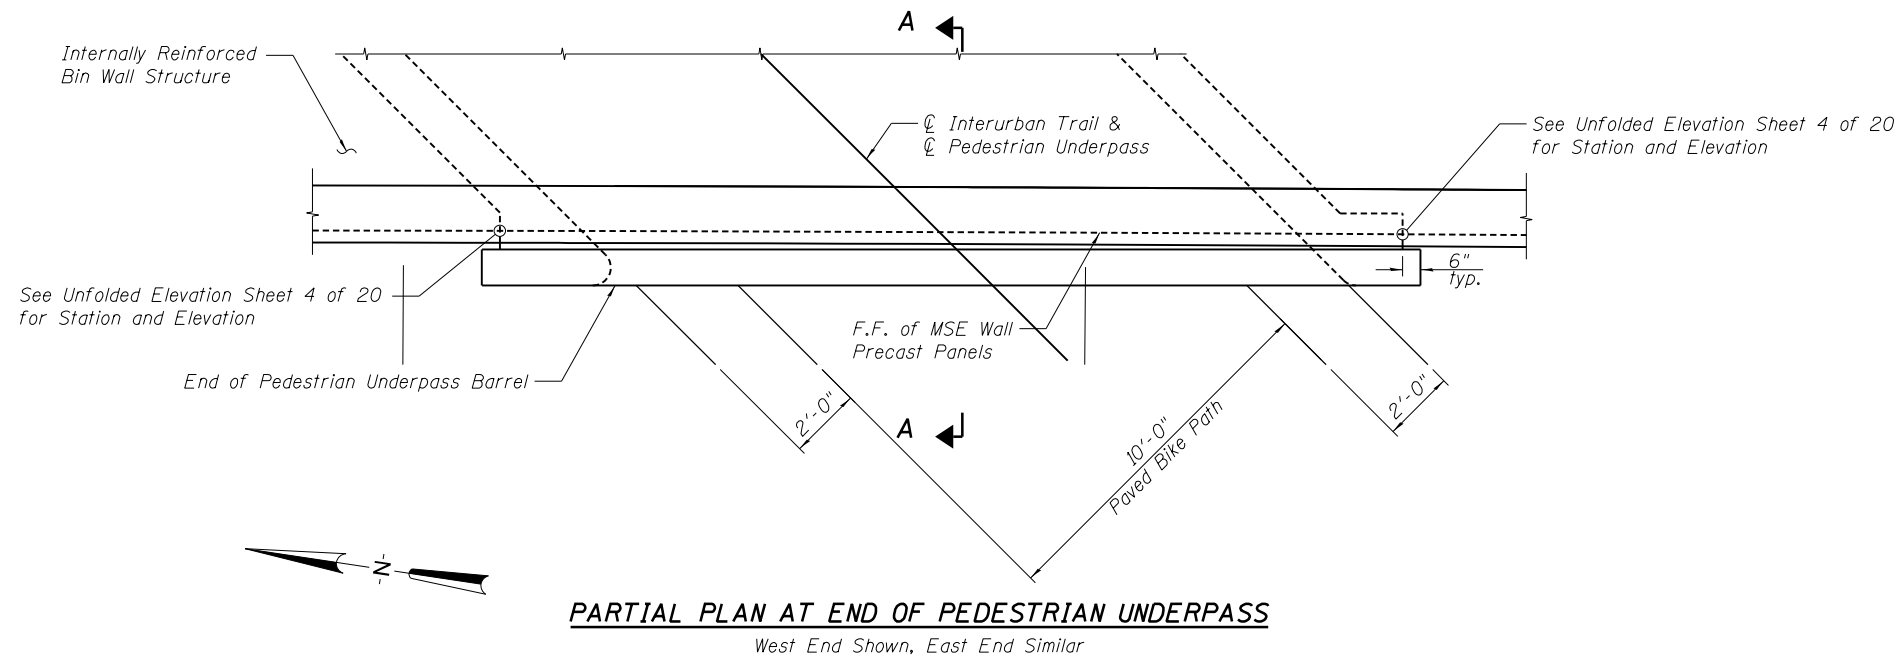 A
Internally Reinforced
Bin Wall Structure
℄ Interurban Trail &
℄ Pedestrian Underpass
See Unfolded Elevation Sheet 4 of 20
for Station and Elevation
6"
typ.
See Unfolded Elevation Sheet 4 of 20
for Station and Elevation
F.F. of MSE Wall
Precast Panels
End of Pedestrian Underpass Barrel
2'-0"
A
10'-0"
Paved Bike Path
2'-0"
N
PARTIAL PLAN AT END OF PEDESTRIAN UNDERPASS
West End Shown, East End Similar